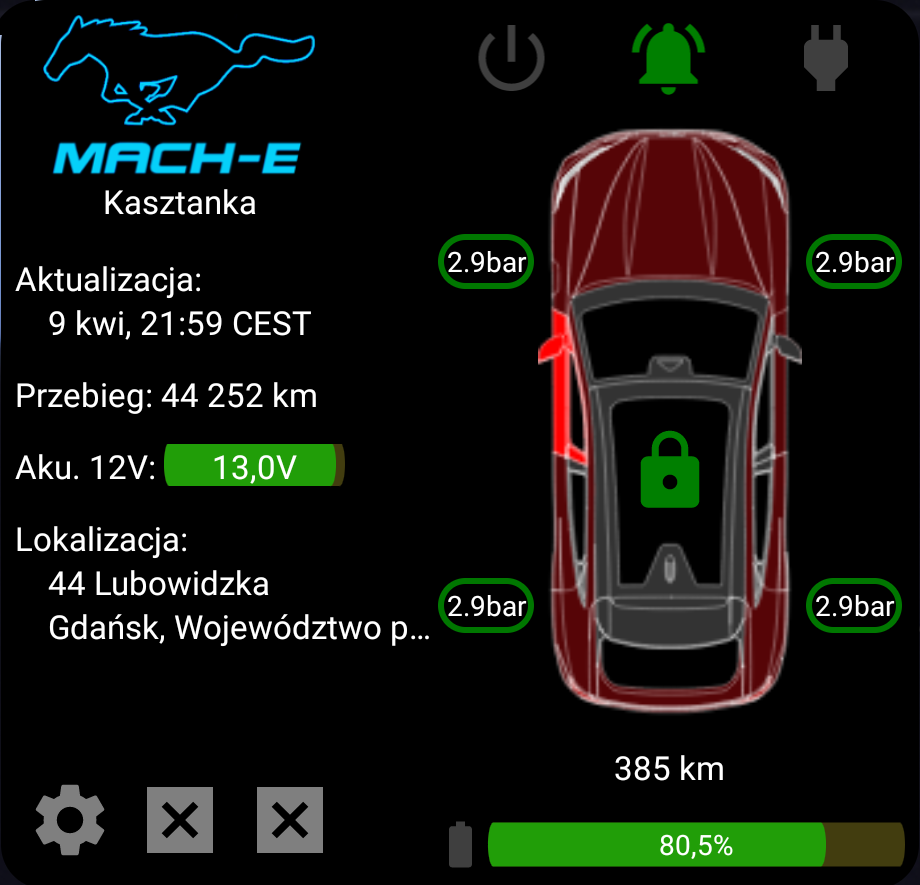 MACH-E
Kasztanka
Aktualizacja:
9 kwi, 21:59 CEST
Przebieg: 44 252 km
Aku. 12V: 13,0V
Lokalizacja:
44 Lubowidzka
Gdańsk, Województwo p...
2.9bar
2.9bar
2.9bar
2.9bar
385 km
80,5%